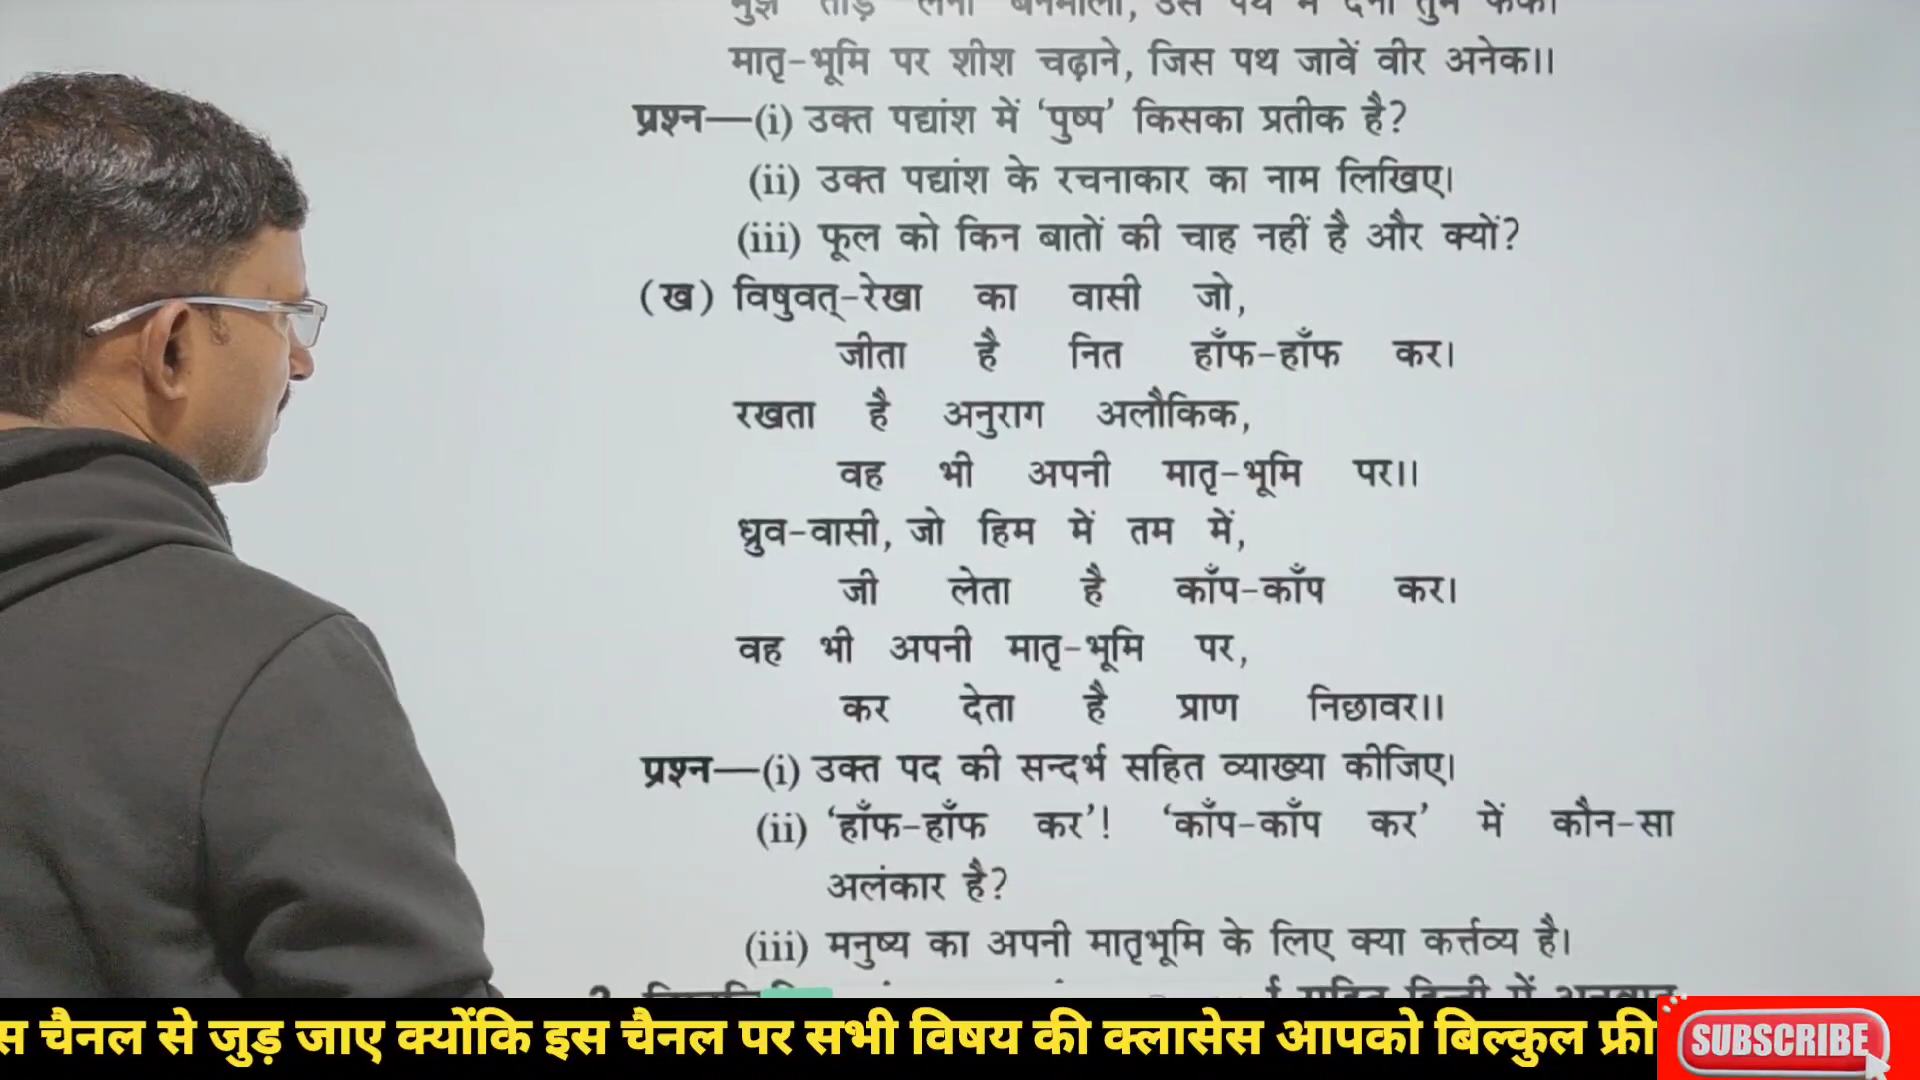 मातृ-भूमि पर शीश चढ़ाने, जिस पथ जावें वीर अनेक।।
प्रश्न—(i) उक्त पद्यांश में ‘पुष्प’ किसका प्रतीक है?
(ii) उक्त पद्यांश के रचनाकार का नाम लिखिए।
(iii) फूल को किन बातों की चाह नहीं है और क्यों?
(ख) विषुवत्-रेखा का वासी जो,
जीता है नित हाँफ-हाँफ कर।
रखता है अनुराग अलौकिक,
वह भी अपनी मातृ-भूमि पर।।
ध्रुव-वासी, जो हिम में तम में,
जी लेता है काँप-काँप कर।
वह भी अपनी मातृ-भूमि पर,
कर देता है प्राण निछावर।।
प्रश्न—(i) उक्त पद की सन्दर्भ सहित व्याख्या कीजिए।
(ii) ‘हाँफ-हाँफ कर’! ‘काँप-काँप कर’ में कौन-सा
अलंकार है?
(iii) मनुष्य का अपनी मातृभूमि के लिए क्या कर्त्तव्य है।
स चैनल से जुड़ जाए क्योंकि इस चैनल पर सभी विषय की क्लासेस आपको बिल्कुल फ्री
SUBSCRIBE